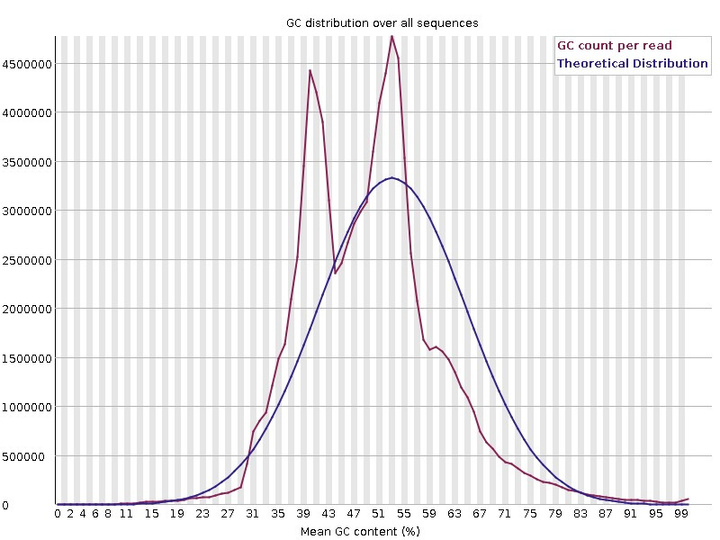 GC distribution over all sequences
GC count per read
Theoretical Distribution
4500000
4000000
3500000
3000000
2500000
2000000
1500000
1000000
500000
0
0 2 4 6 8 11 15 19 23 27 31 35 39 43 47 51 55 59 63 67 71 75 79 83 87 91 95 99
Mean GC content (%)